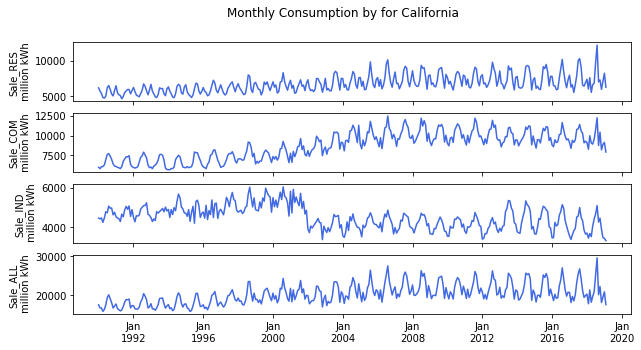 Monthly Consumption by for California
Sale_RES
million kWh
10000
5000
Sale_COM
million kWh
12500
10000
7500
Sale_IND
million kWh
6000
4000
Sale_ALL
million kWh
30000
20000
Jan Jan Jan Jan Jan Jan Jan Jan
1992 1996 2000 2004 2008 2012 2016 2020